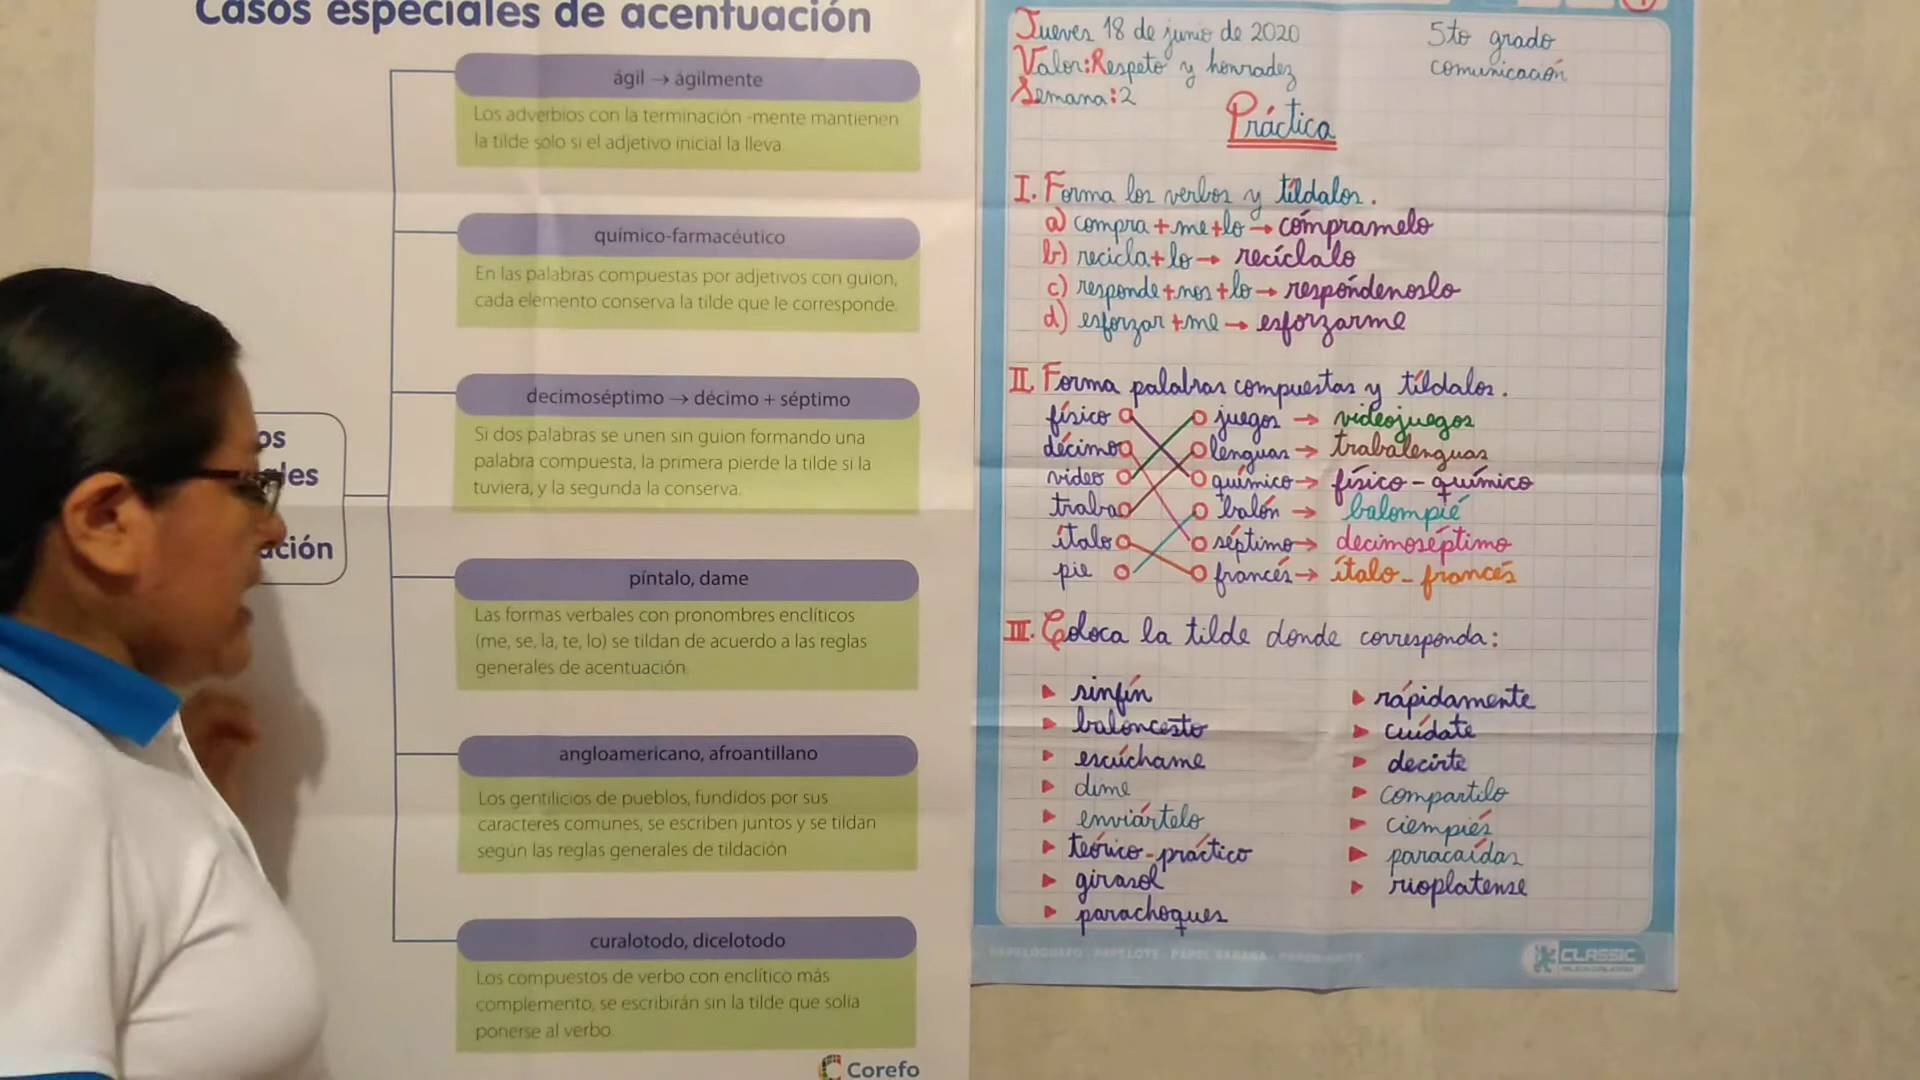 Casos especiales de acentuación
ágil → ágilmente
Los adverbios con la terminación -mente mantienen
la tilde solo si el adjetivo inicial la lleva.
químico-farmacéutico
En las palabras compuestas por adjetivos con guion,
cada elemento conserva la tilde que le corresponde.
decimoséptimo → décimo + séptimo
Si dos palabras se unen sin guion formando una
palabra compuesta, la primera pierde la tilde si la
tuviera, y la segunda la conserva.
píntalo, dame
Las formas verbales con pronombres enclíticos
(me, se, la, te, lo) se tildan de acuerdo a las reglas
generales de acentuación.
angloamericano, afroantillano
Los gentilicios de pueblos, fundidos por sus
caracteres comunes, se escriben juntos y se tildan
según las reglas generales de tildación
curalotodo, dicelotodo
Los compuestos de verbo con enclítico más
complemento, se escribirán sin la tilde que solía
ponerse al verbo.
Corefo
Jueves 18 de junio de 2020
5to grado
Valor: Respeto y honradez
comunicación
Semana: 2
Práctica
I. Forma los verbos y tíldalos.
a) compra + me + lo → cómpramelo
b) recicla + lo → recíclalo
c) responde + nos + lo → respóndenoslo
d) esforzar + me → esforzarme
II. Forma palabras compuestas y tíldalos.
físico juegos → videojuegos
décimo lenguas → trabalenguas
video químico → físico - químico
traba balón → balompié
ítalo séptimo → decimoséptimo
pie francés → ítalo - francés
III. Coloca la tilde donde corresponda:
sinfín
baloncesto
escúchame
dime
enviártelo
teórico - práctico
girasol
parachoques
rápidamente
cuídate
decirte
compartilo
ciempiés
paracaídas
rioplatense
CLASSIC